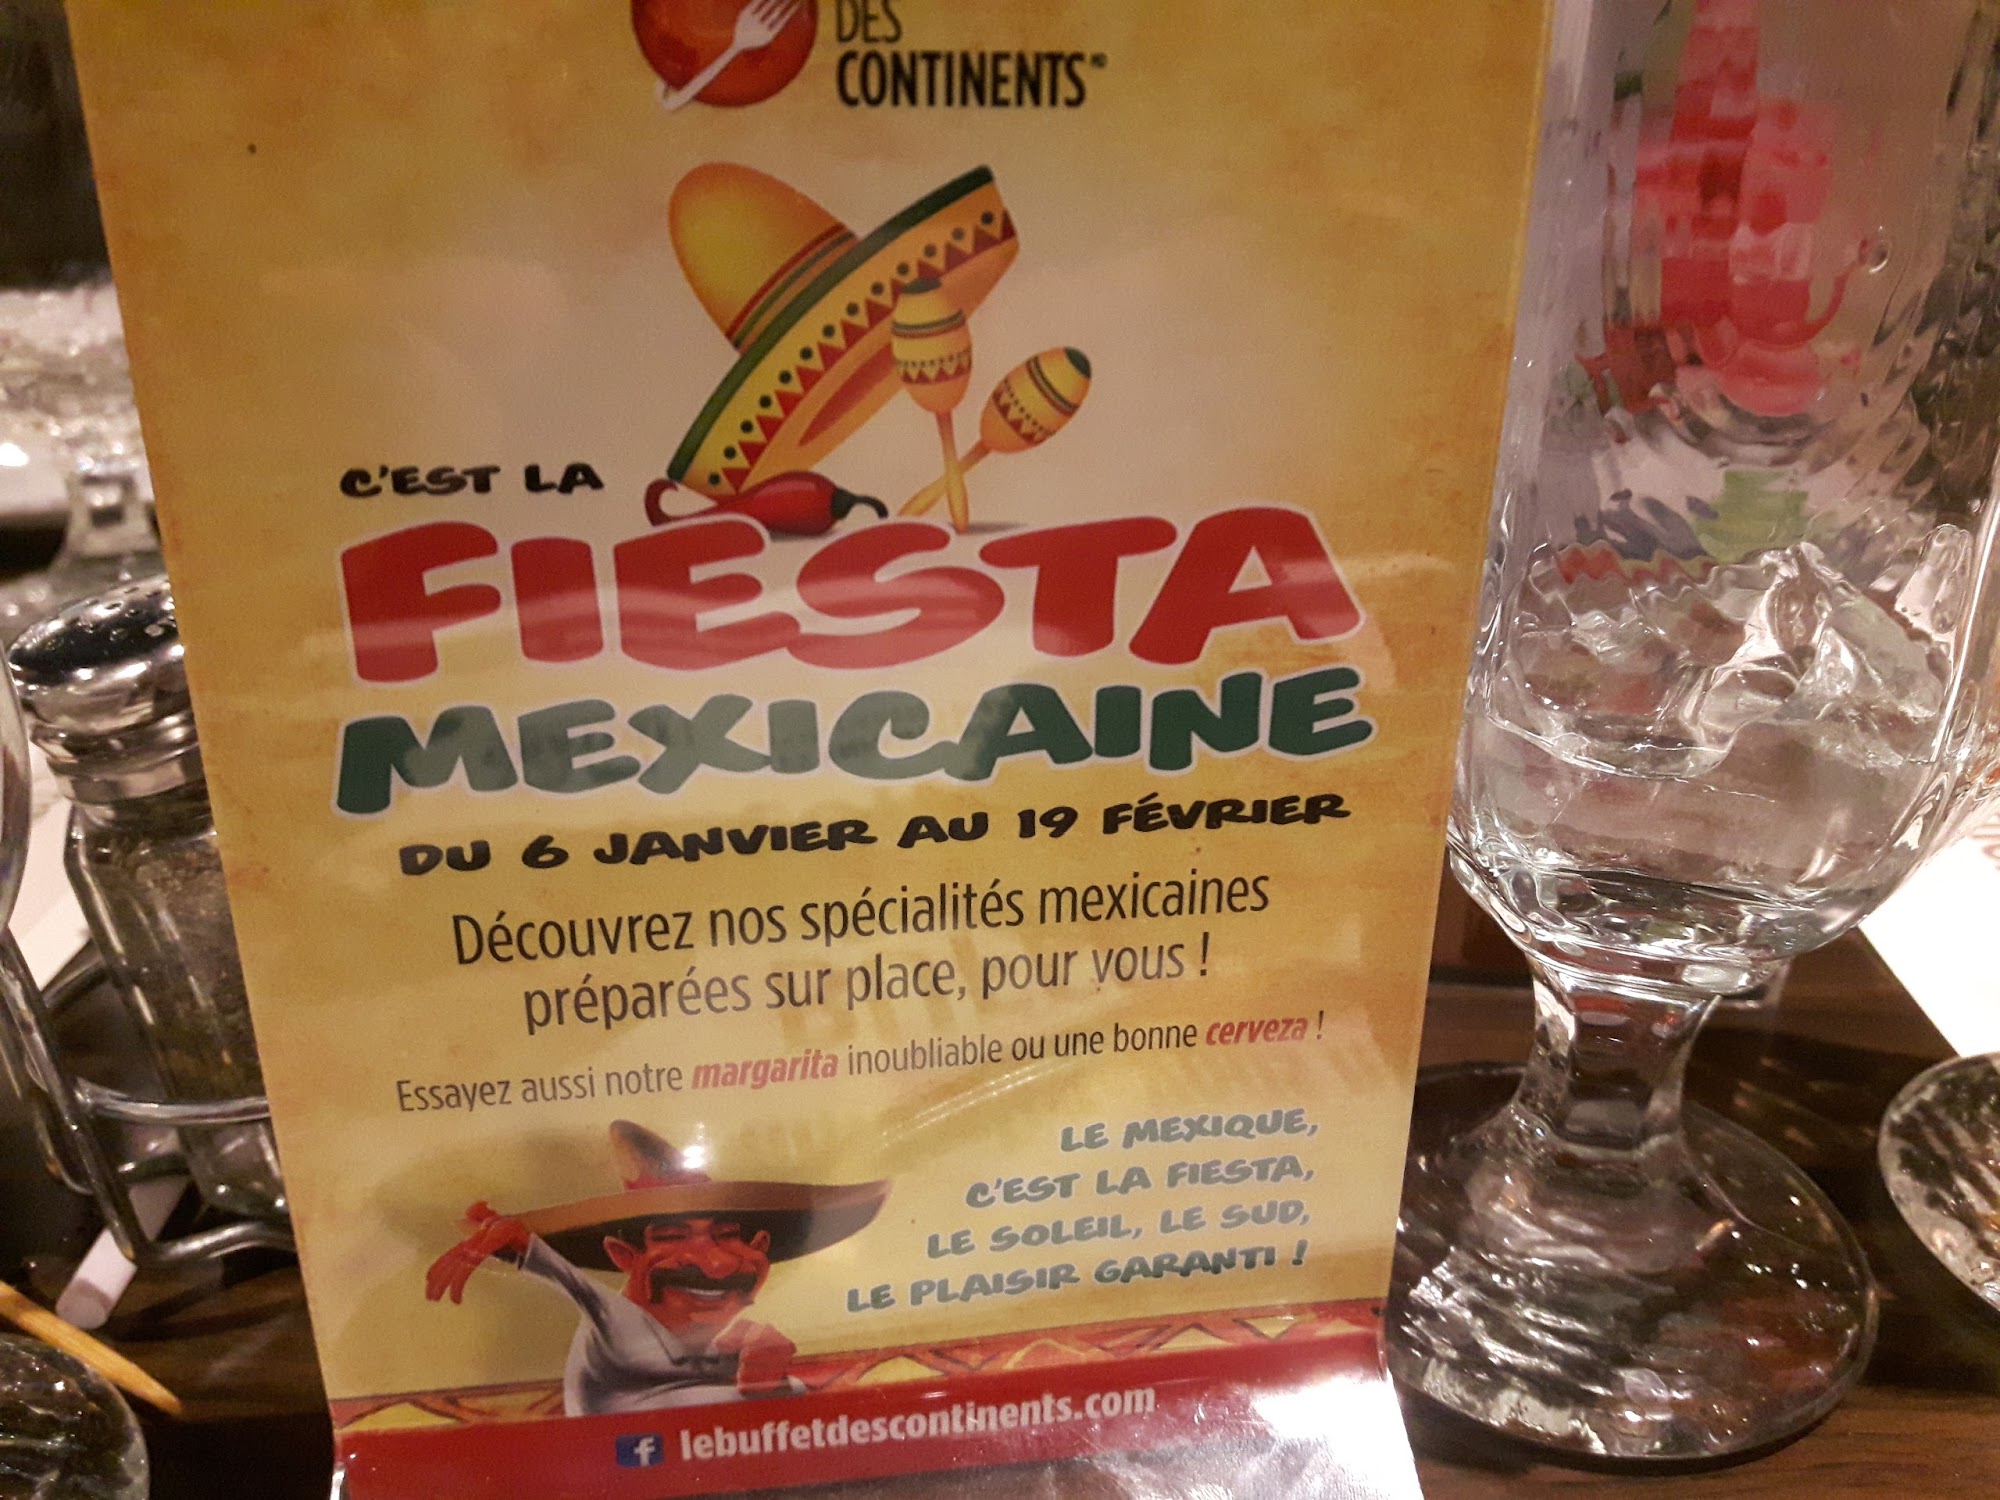 DES
CONTINENTS MD
C'EST LA
FIESTA
MEXICAINE
DU 6 JANVIER AU 19 FÉVRIER
Découvrez nos spécialités mexicaines
préparées sur place, pour vous !
Essayez aussi notre margarita inoubliable ou une bonne cerveza !
LE MEXIQUE,
C'EST LA FIESTA,
LE SOLEIL, LE SUD,
LE PLAISIR GARANTI !
f lebuffetdescontinents.com